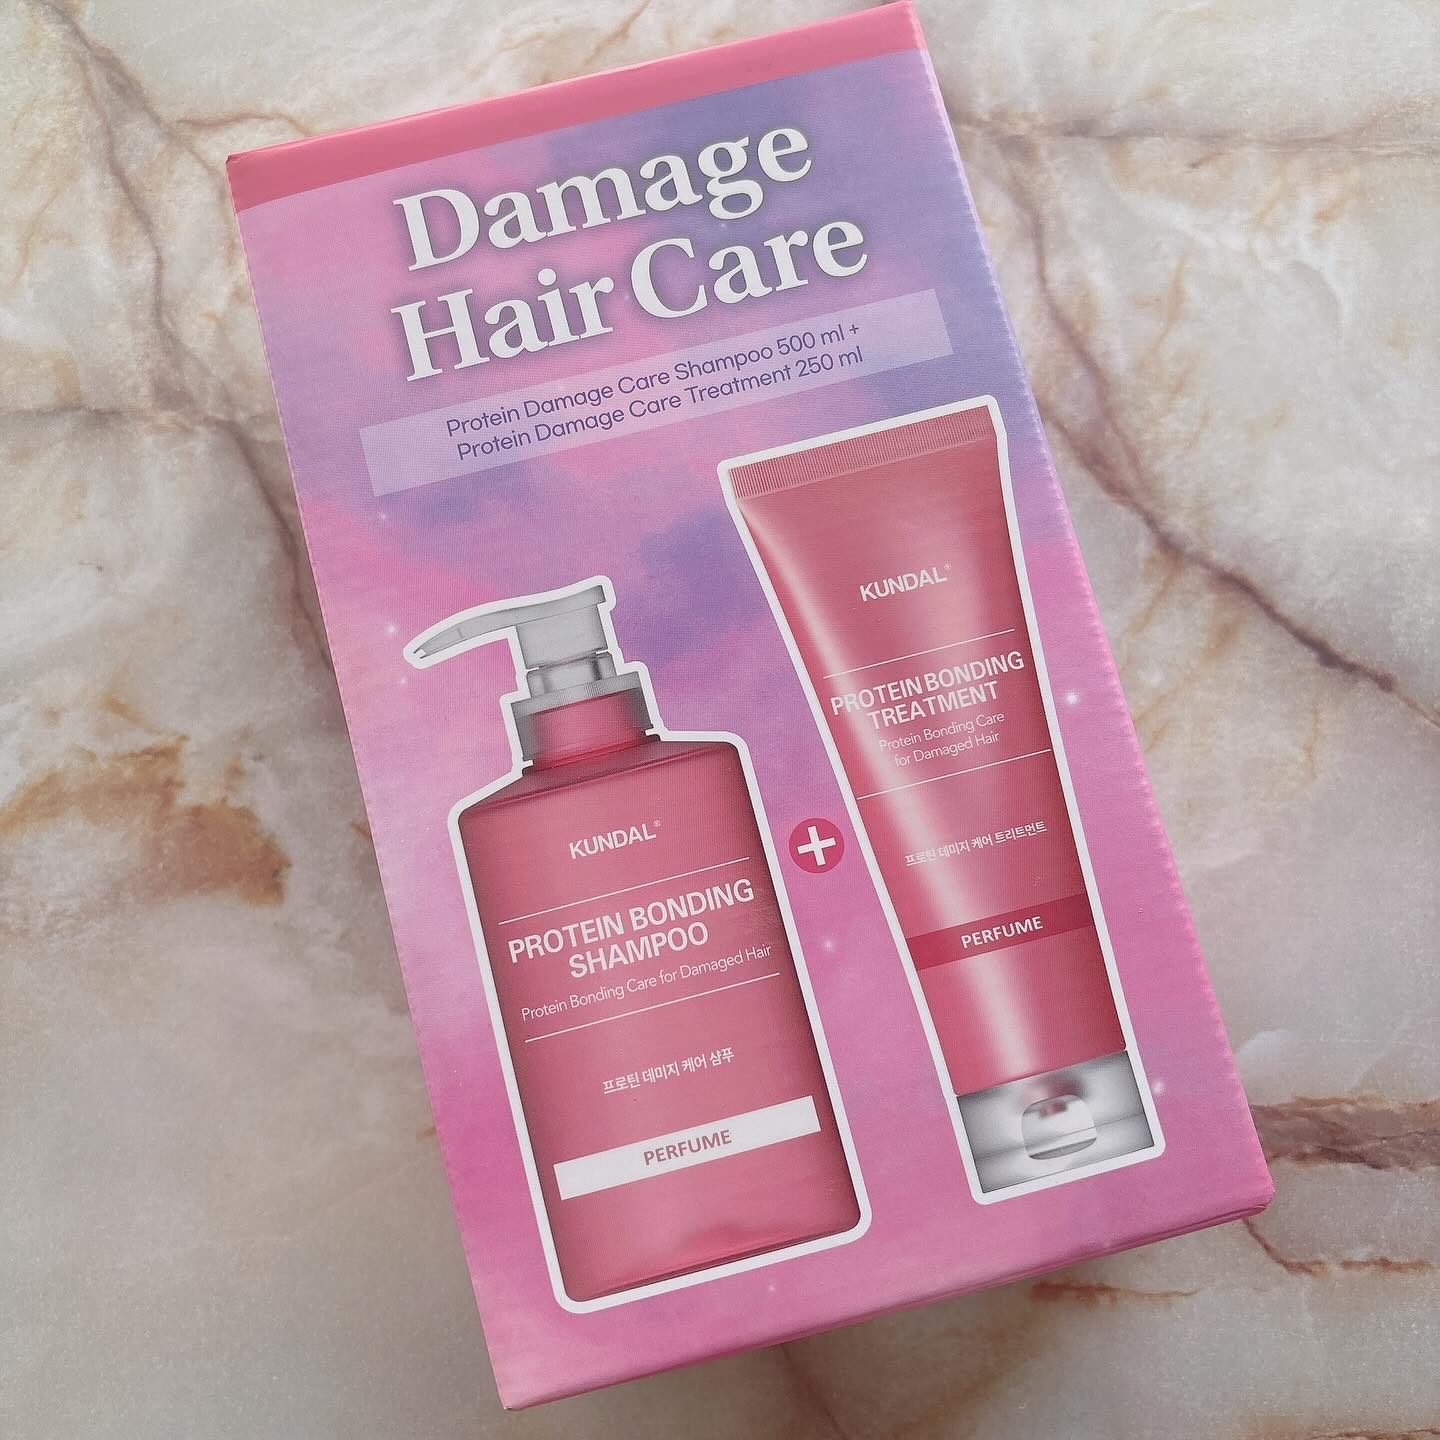 Damage
Hair Care
Protein Damage Care Shampoo 500 ml +
Protein Damage Care Treatment 250 ml
KUNDAL®
PROTEIN BONDING
TREATMENT
Protein Bonding Care
for Damaged Hair
프로틴 데미지 케어 트리트먼트
PERFUME
+
KUNDAL®
PROTEIN BONDING
SHAMPOO
Protein Bonding Care for Damaged Hair
프로틴 데미지 케어 샴푸
PERFUME